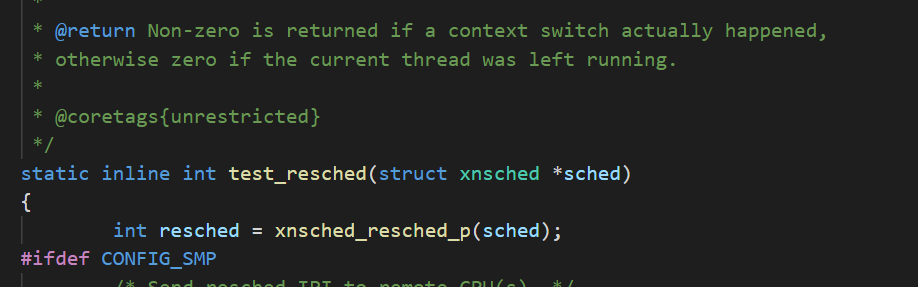 *
* @return Non-zero is returned if a context switch actually happened,
* otherwise zero if the current thread was left running.
*
* @coretags{unrestricted}
*/
static inline int test_resched(struct xnsched *sched)
{
int resched = xnsched_resched_p(sched);
#ifdef CONFIG_SMP
/* Send resched IPI to remote CPU(s). */